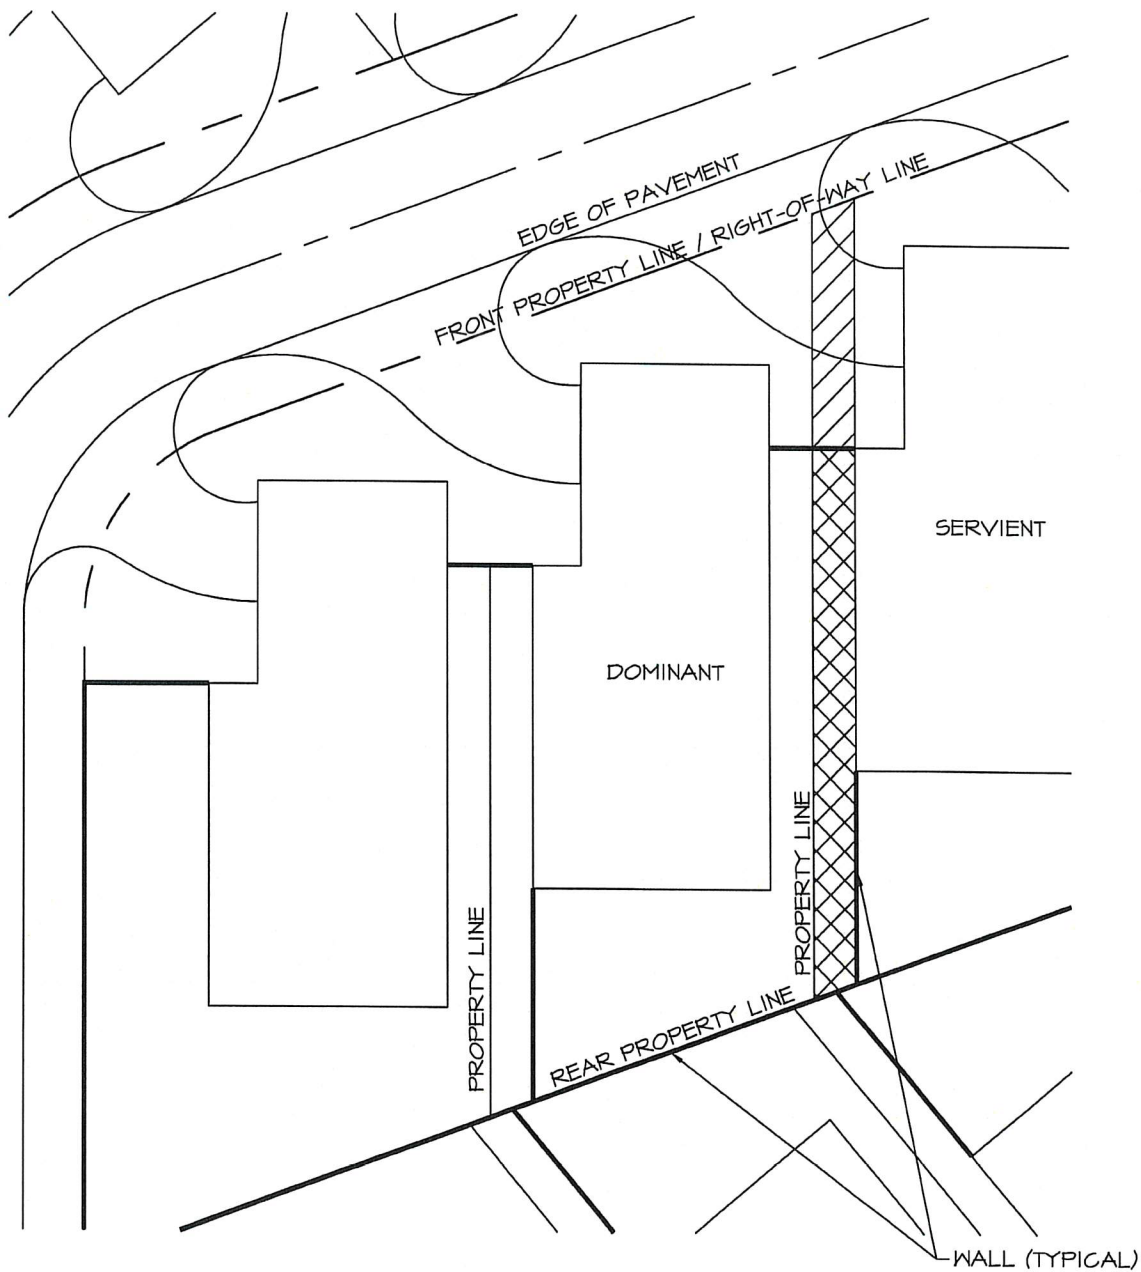 EDGE OF PAVEMENT
FRONT PROPERTY LINE / RIGHT-OF-WAY LINE
SERVIENT
DOMINANT
PROPERTY LINE
PROPERTY LINE
REAR PROPERTY LINE
WALL (TYPICAL)